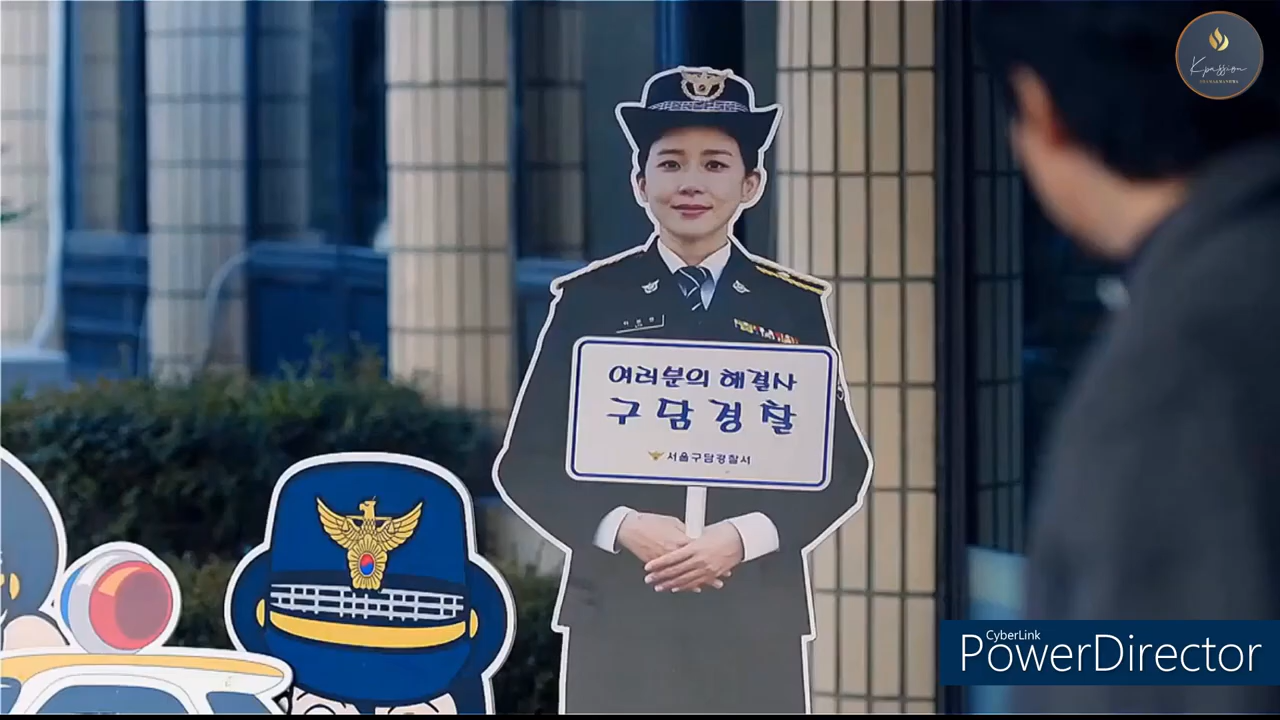 Kpassion
여러분의 해결사
구담경찰
서울구담경찰서
CyberLink
PowerDirector